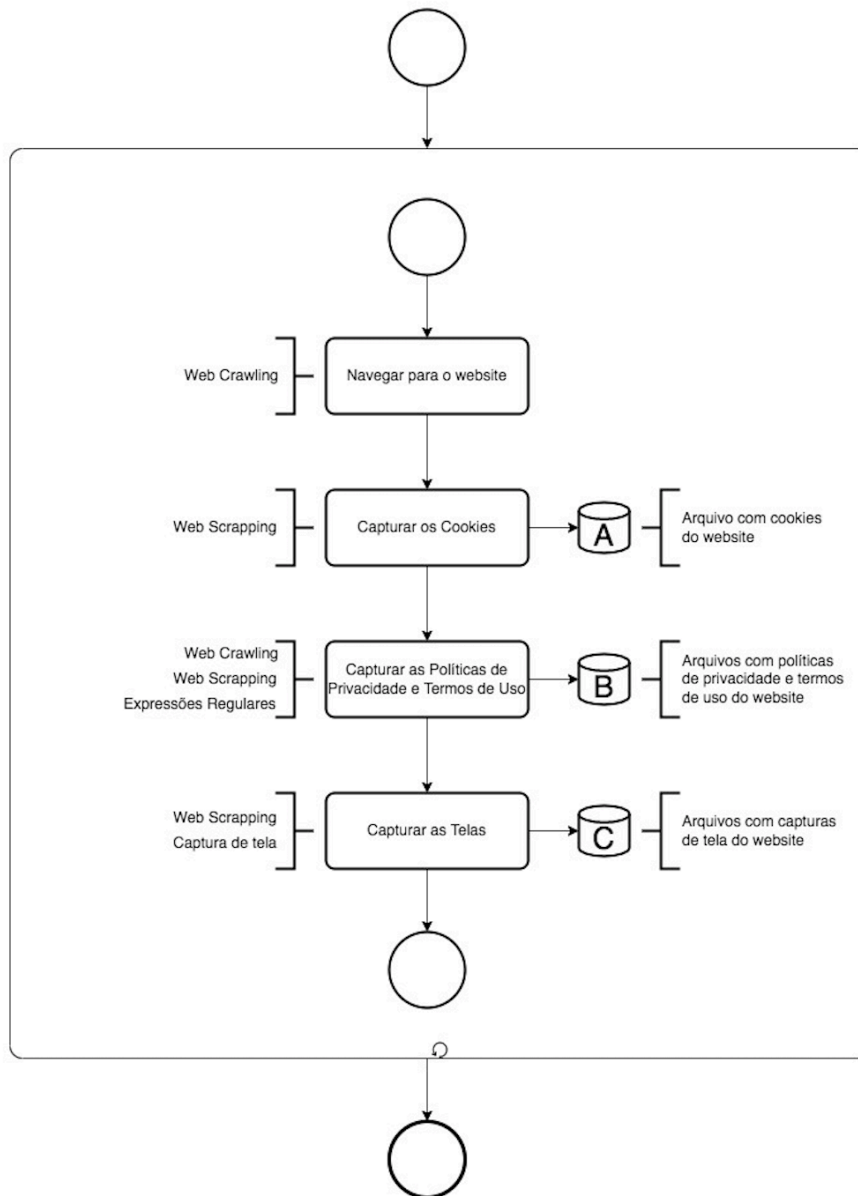 Web Crawling
Navegar para o website
Web Scrapping
Capturar os Cookies
A
Arquivo com cookies
do website
Web Crawling
Web Scrapping
Expressões Regulares
Capturar as Políticas de
Privacidade e Termos de Uso
B
Arquivos com políticas
de privacidade e termos
de uso do website
Web Scrapping
Captura de tela
Capturar as Telas
C
Arquivos com capturas
de tela do website